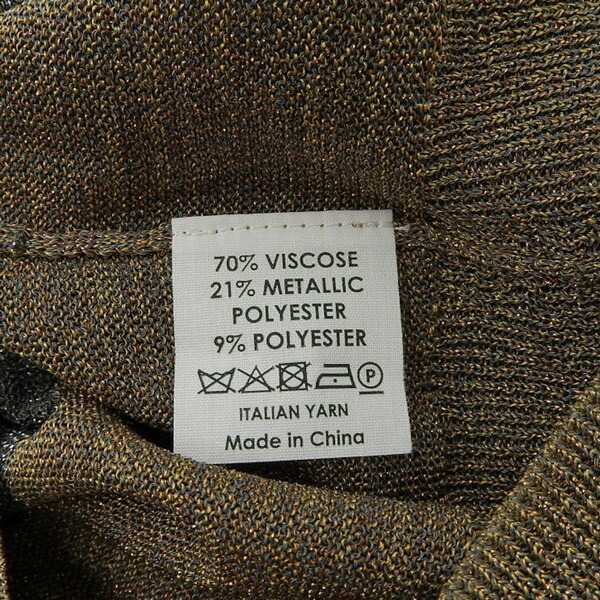 70% VISCOSE
21% METALLIC
POLYESTER
9% POLYESTER
P
ITALIAN YARN
Made in China